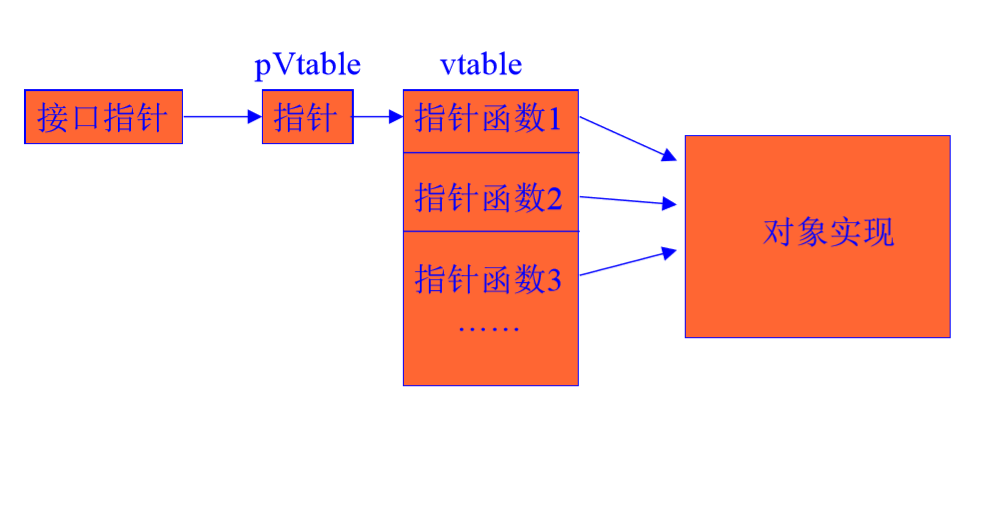 pVtable
vtable
接口指针
指针
指针函数1
指针函数2
指针函数3
……
对象实现